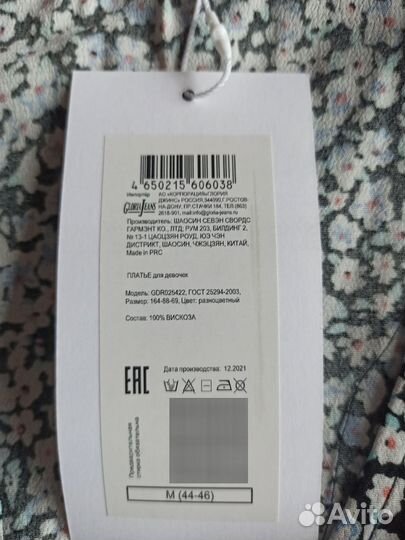 4 650215 606038
Импортёр
GLORIA JEANS
АО «КОРПОРАЦИЯ«ГЛОРИЯ
ДЖИНС» РОССИЯ,344090,Г.РОСТОВ-
НА-ДОНУ, ПР.СТАЧКИ 184, ТЕЛ.(863)
2618-901, mail:info@gloria-jeans.ru
Производитель: ШАОСИН СЕВЭН СВОРДС
ГАРМЭНТ КО., ЛТД, РУМ 203, БИЛДИНГ 2,
№ 13-1 ЦАОЦЗЯН РОУД, ЮЭ ЧЭН
ДИСТРИКТ, ШАОСИН, ЧЖЭЦЗЯН, КИТАЙ,
Made in PRC
ПЛАТЬЕ для девочек
Модель: GDR025422, ГОСТ 25294-2003,
Размер: 164-88-69, Цвет: разноцветный
Состав: 100% ВИСКОЗА
EAC
Дата производства: 12.2021
Предварительная
стирка обязательна
M (44-46)
Avito